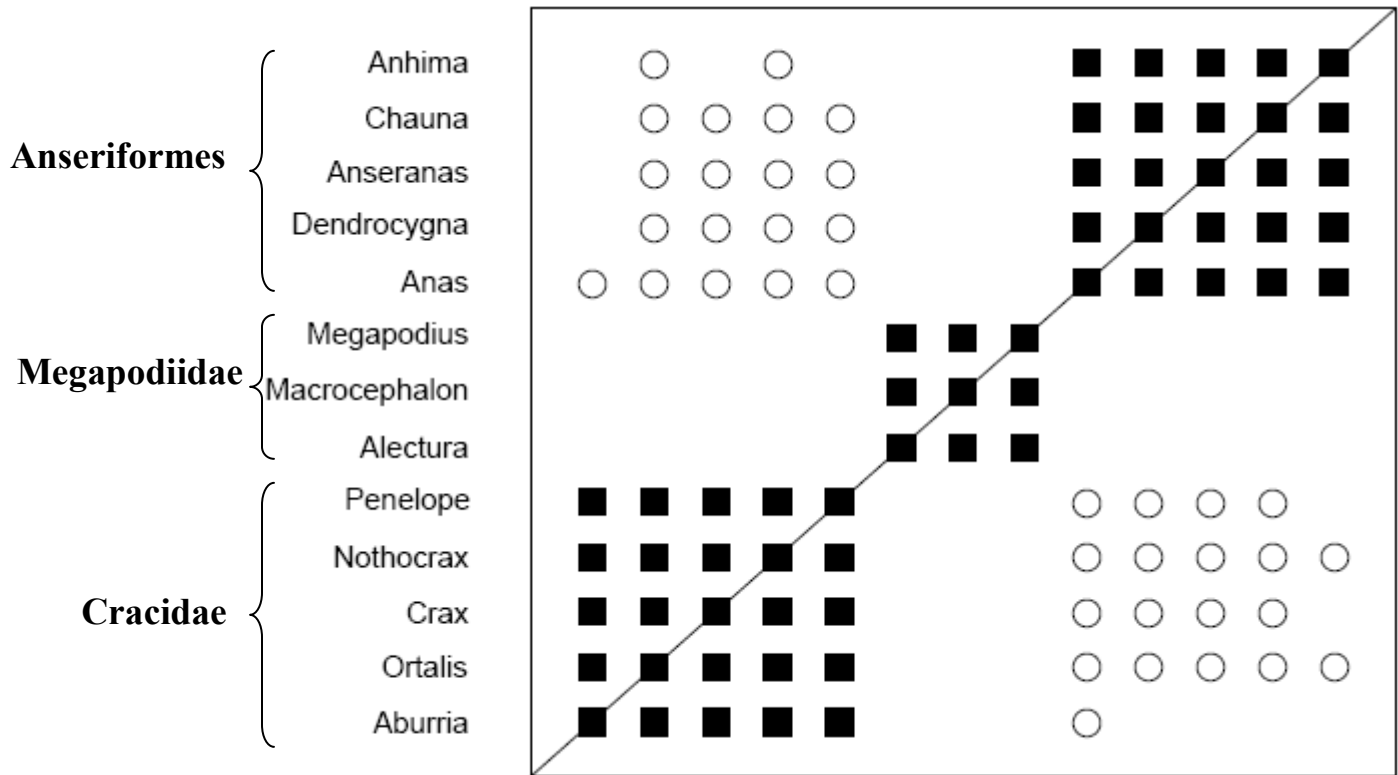 Anseriformes
Anhima
Chauna
Anseranas
Dendrocygna
Anas
Megapodiidae
Megapodius
Macrocephalon
Alectura
Cracidae
Penelope
Nothocrax
Crax
Ortalis
Aburria